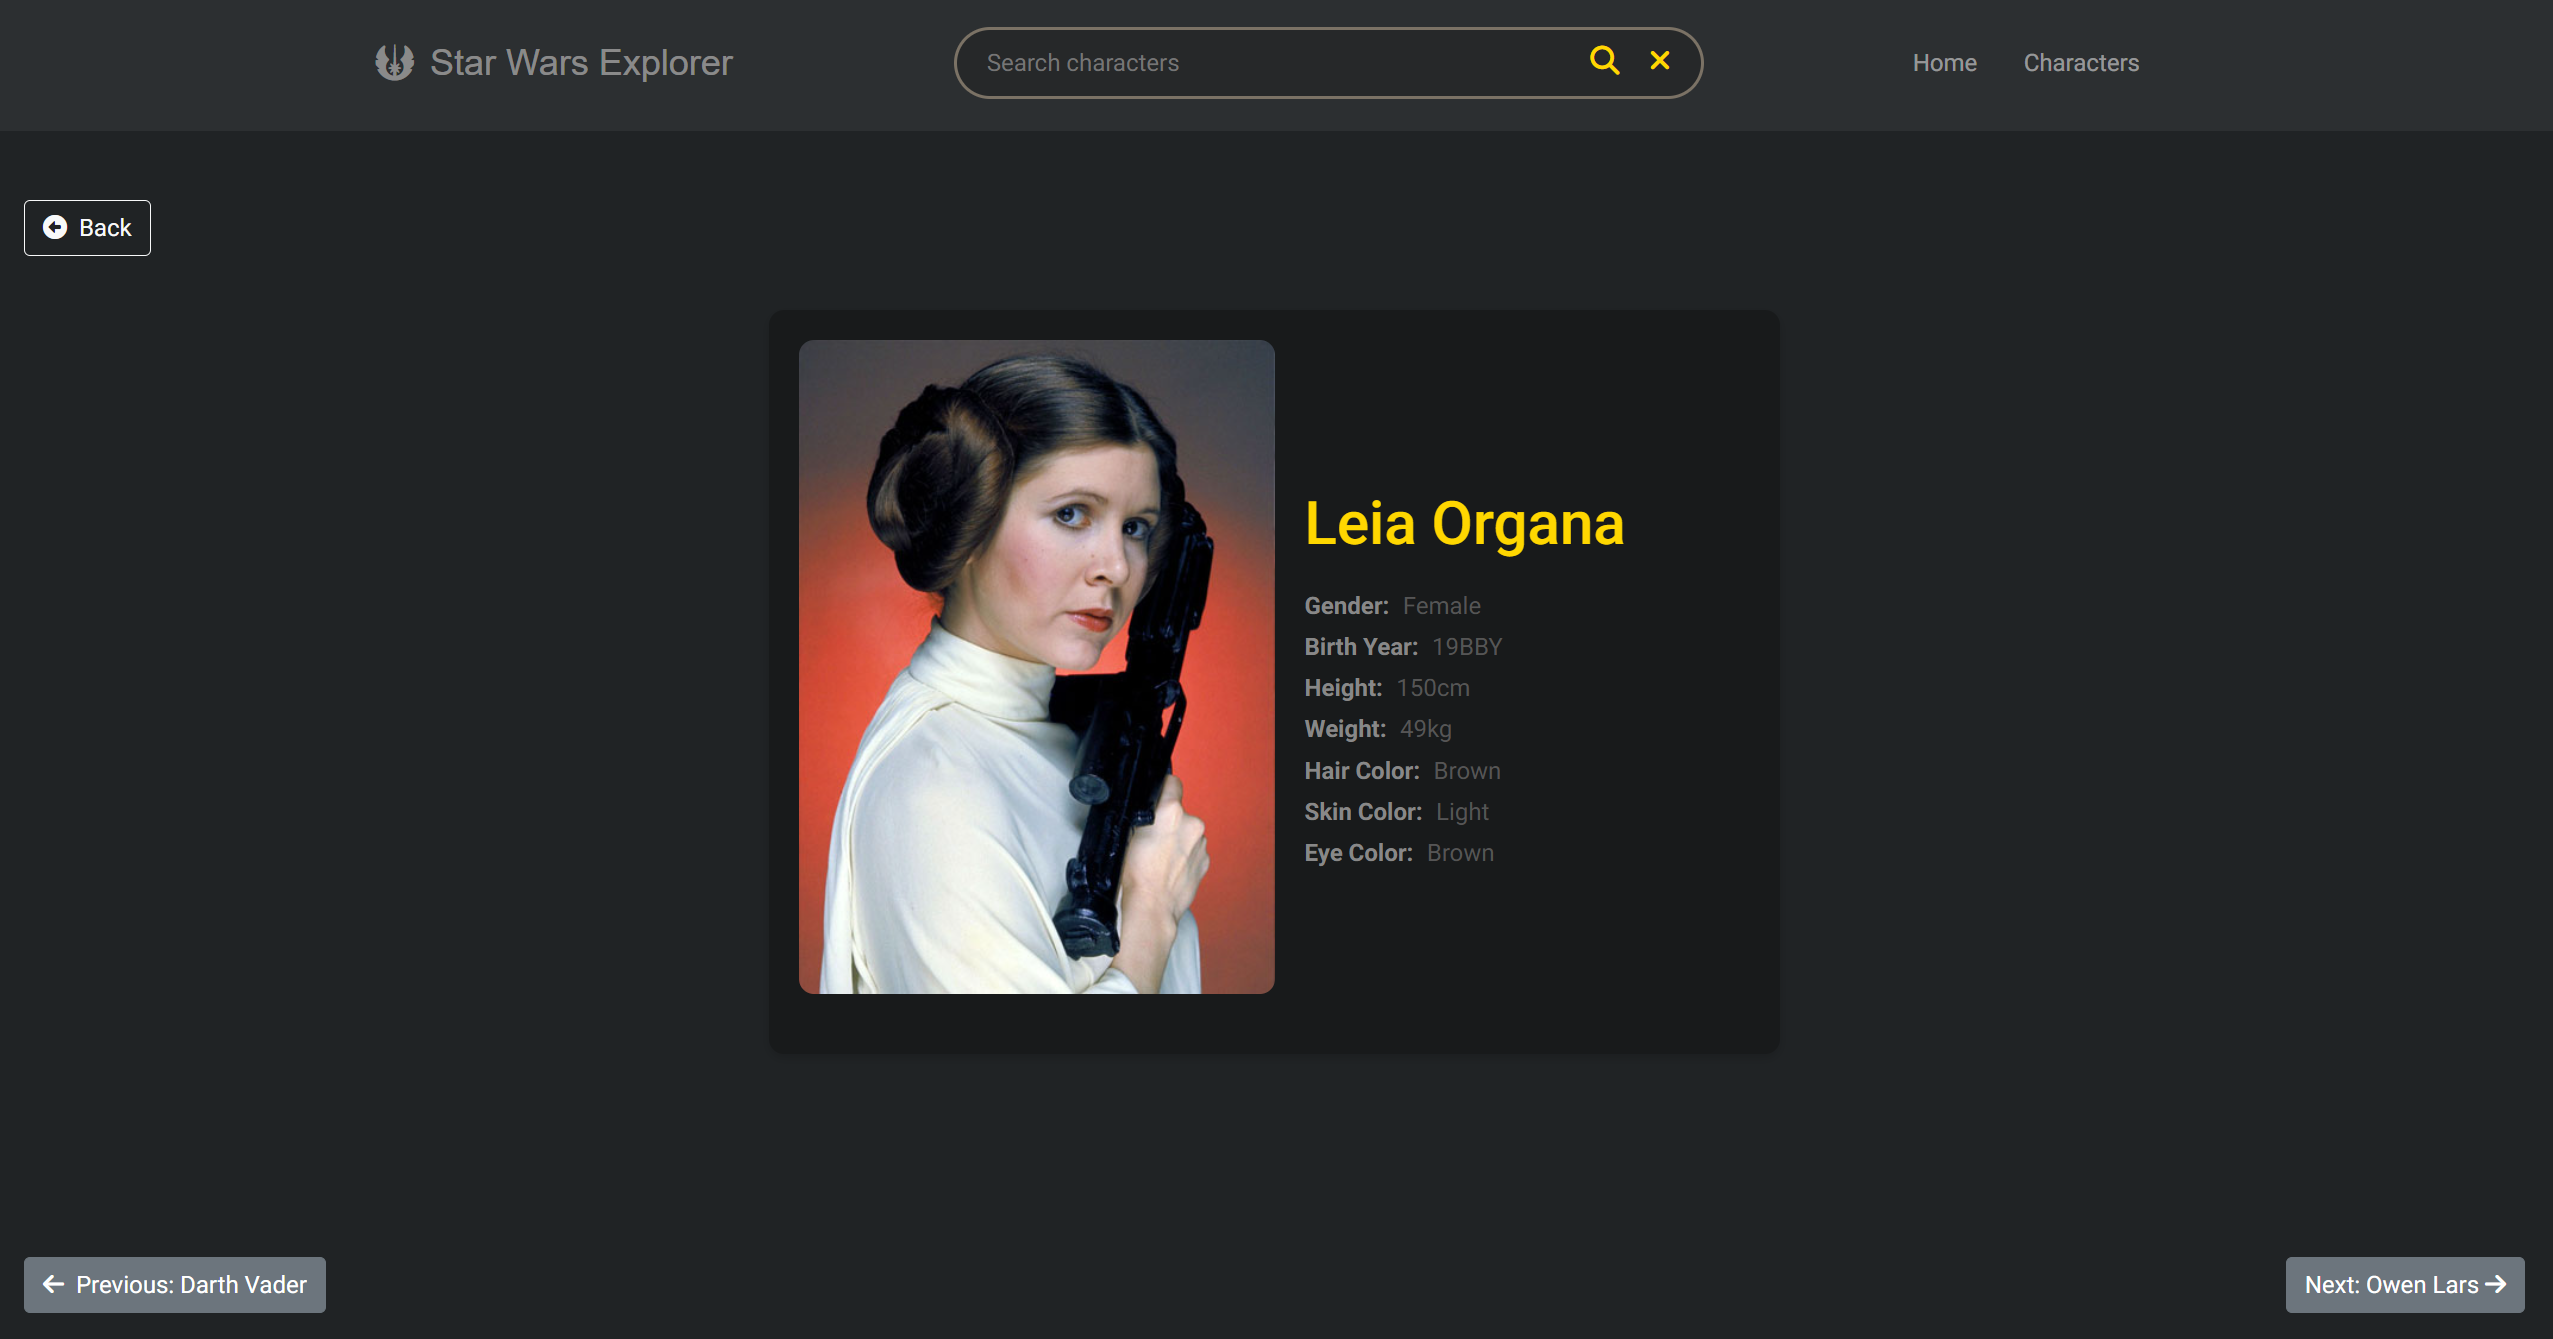 Star Wars Explorer
Search characters
Home
Characters
Back
Leia Organa
Gender: Female
Birth Year: 19BBY
Height: 150cm
Weight: 49kg
Hair Color: Brown
Skin Color: Light
Eye Color: Brown
Previous: Darth Vader
Next: Owen Lars